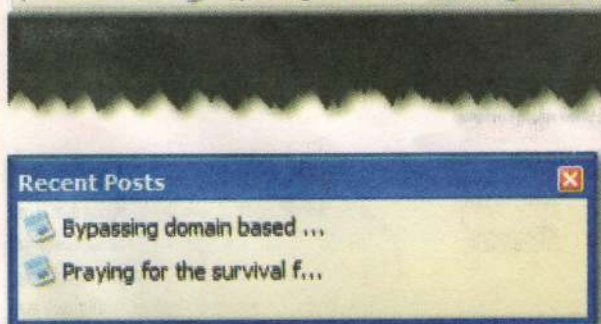 Recent Posts
Bypassing domain based ...
Praying for the survival f...